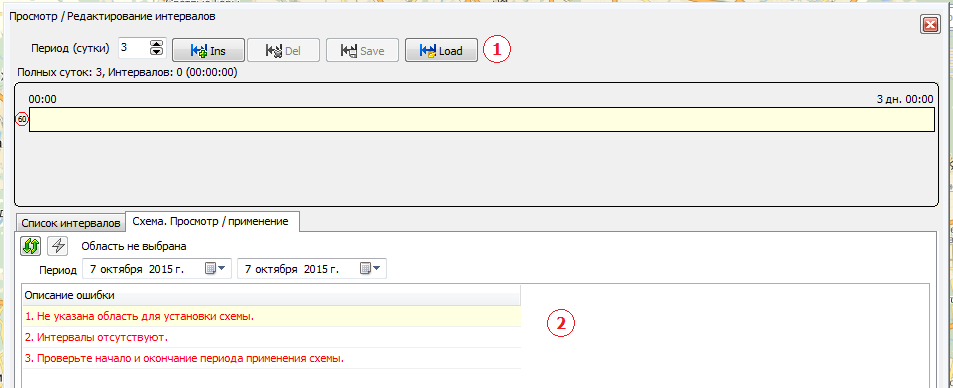 Просмотр / Редактирование интервалов
Период (сутки) 3 Ins Del Save Load 1
Полных суток: 3, Интервалов: 0 (00:00:00)
00:00 3 дн. 00:00
60
Список интервалов Схема. Просмотр / применение
Область не выбрана
Период 7 октября 2015 г. 7 октября 2015 г.
Описание ошибки
1. Не указана область для установки схемы.
2. Интервалы отсутствуют.
3. Проверьте начало и окончание периода применения схемы.
2